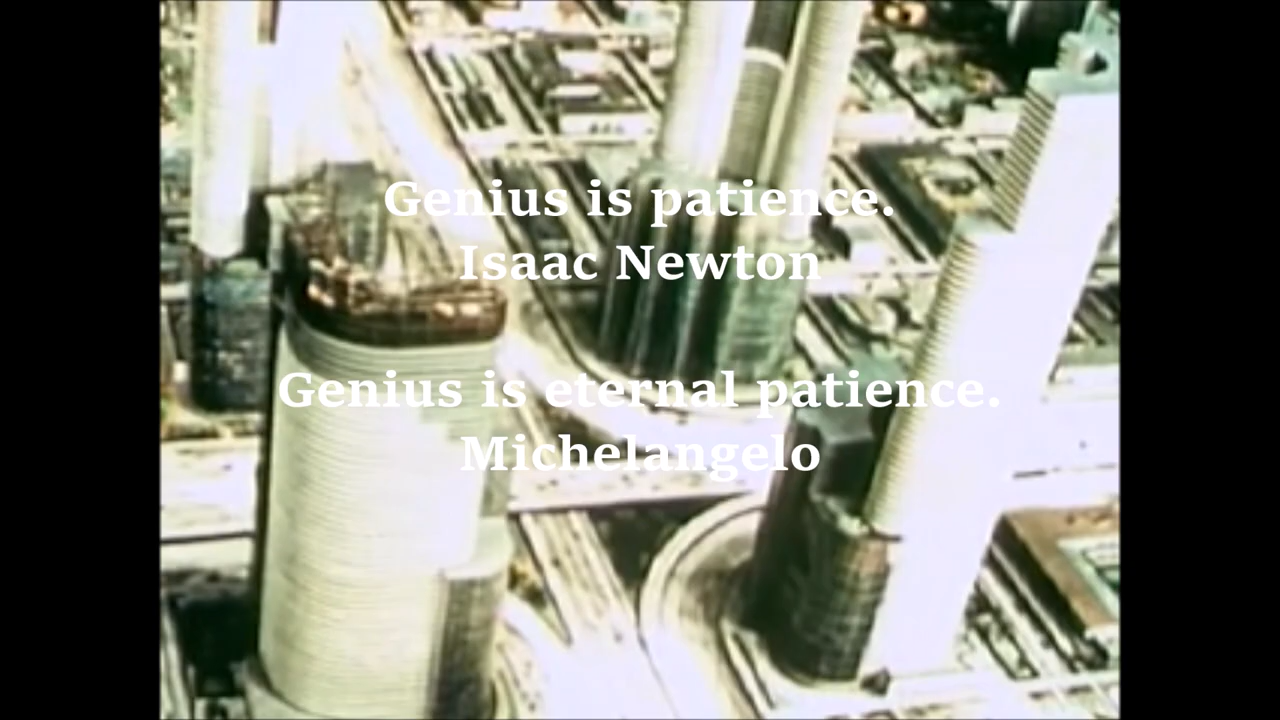 Genius is patience.
Isaac Newton
Genius is eternal patience.
Michelangelo